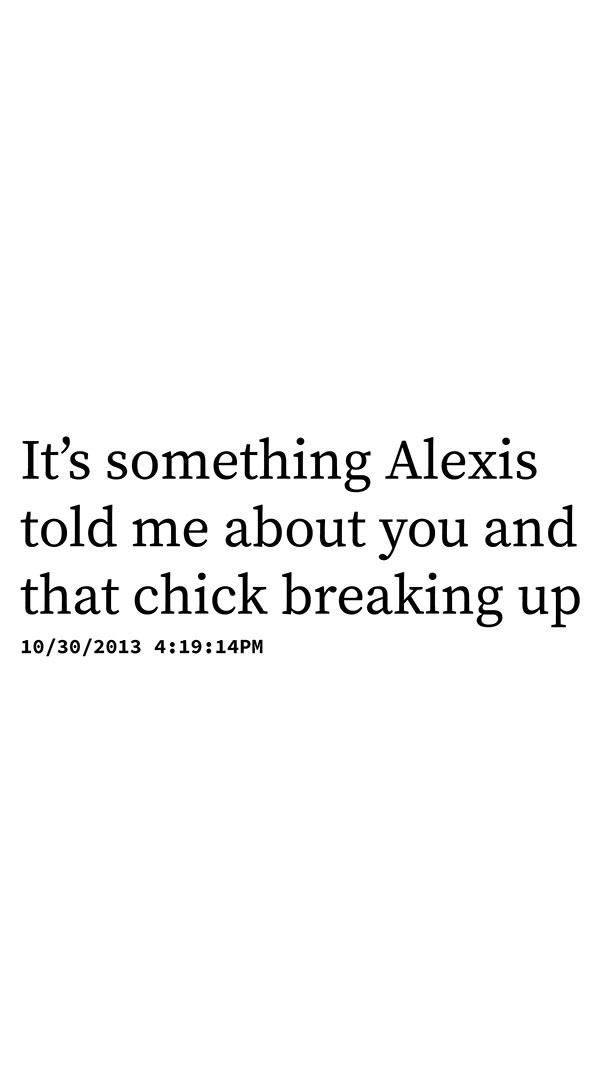 It’s something Alexis
told me about you and
that chick breaking up
10/30/2013 4:19:14PM